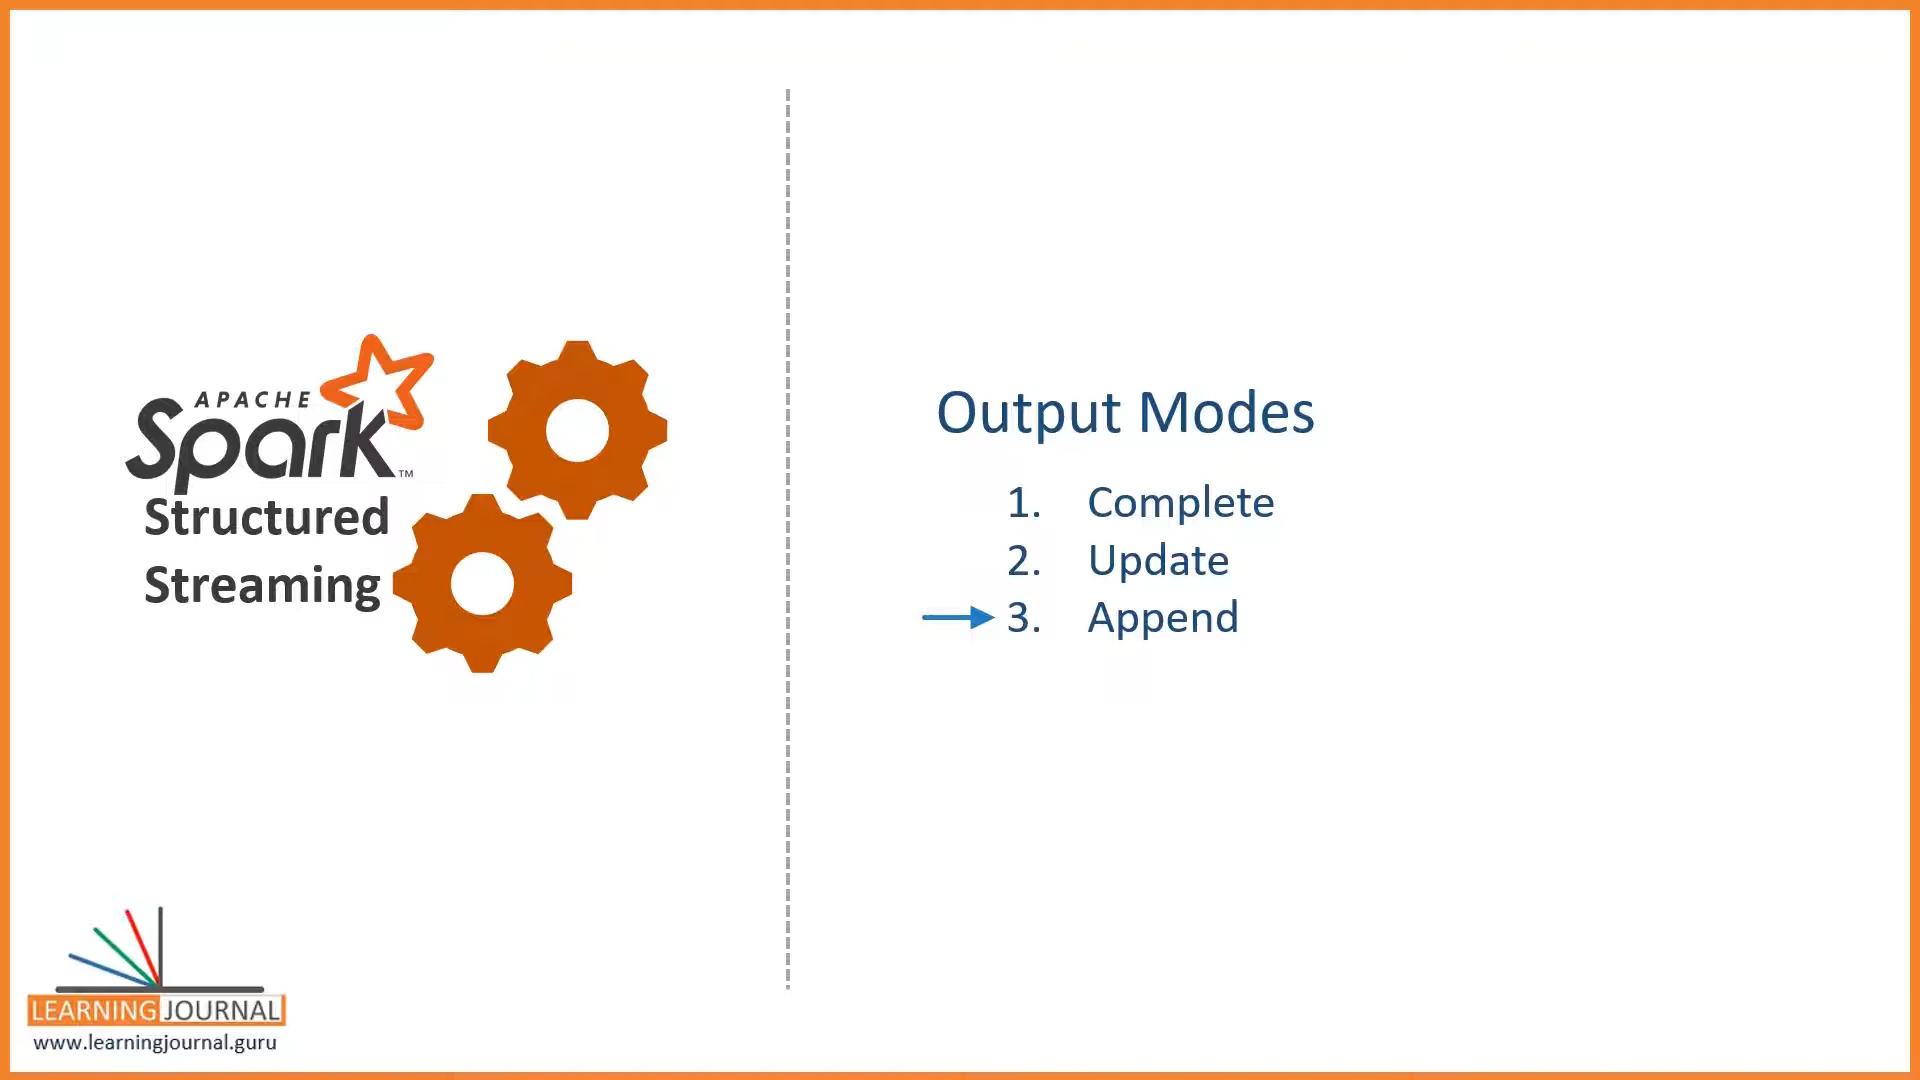 APACHE
Spark™
Structured
Streaming
Output Modes
1. Complete
2. Update
3. Append
LEARNING JOURNAL
www.learningjournal.guru